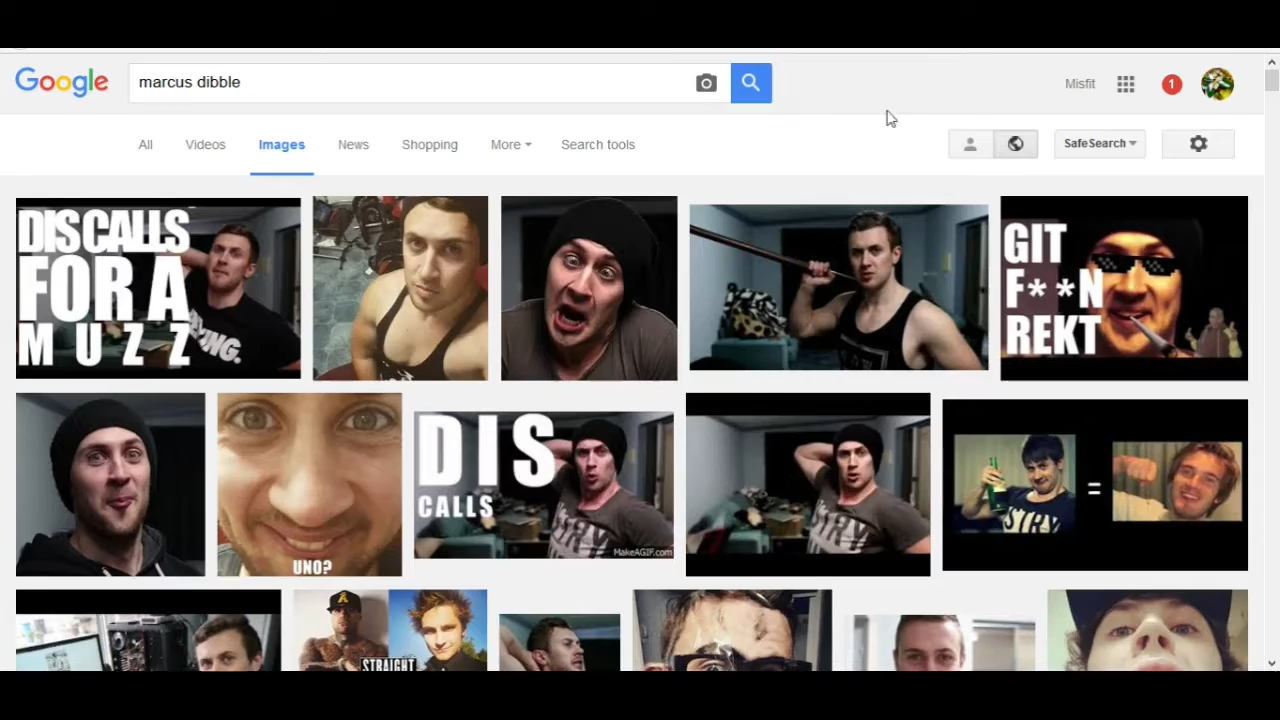 Google
marcus dibble
Misfit
1
All
Videos
Images
News
Shopping
More
Search tools
SafeSearch
DISCALLS
FOR A
MUZZ
GIT
F**N
REKT
UNO?
DIS
CALLS
MakeAGIF.com
=
STRAIGHT